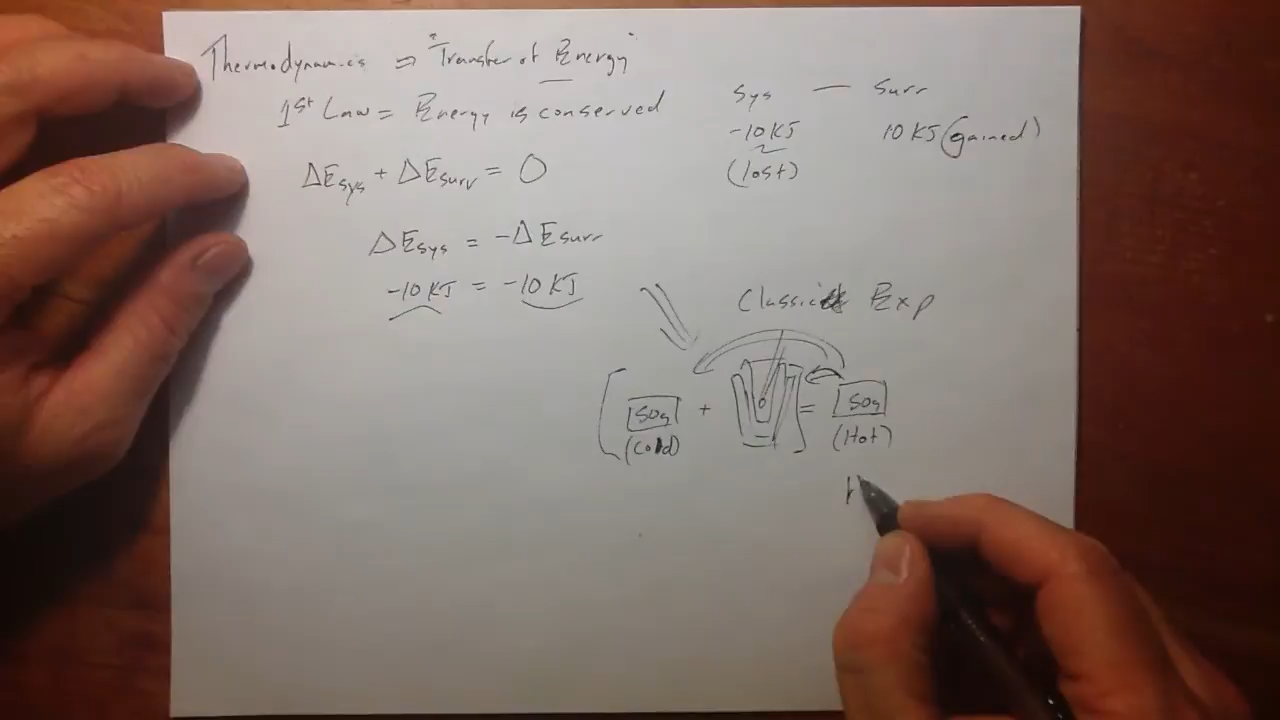 Thermodynamics ⇒ "Transfer of Energy"
1st Law = Energy is conserved
ΔEsys + ΔEsurr = 0
ΔEsys = -ΔEsurr
-10 KJ = -10 KJ
Sys — Surr
-10 KJ 10 KJ (gained)
(lost)
Classic Exp
50g + = 50g
(Cold) (Hot)